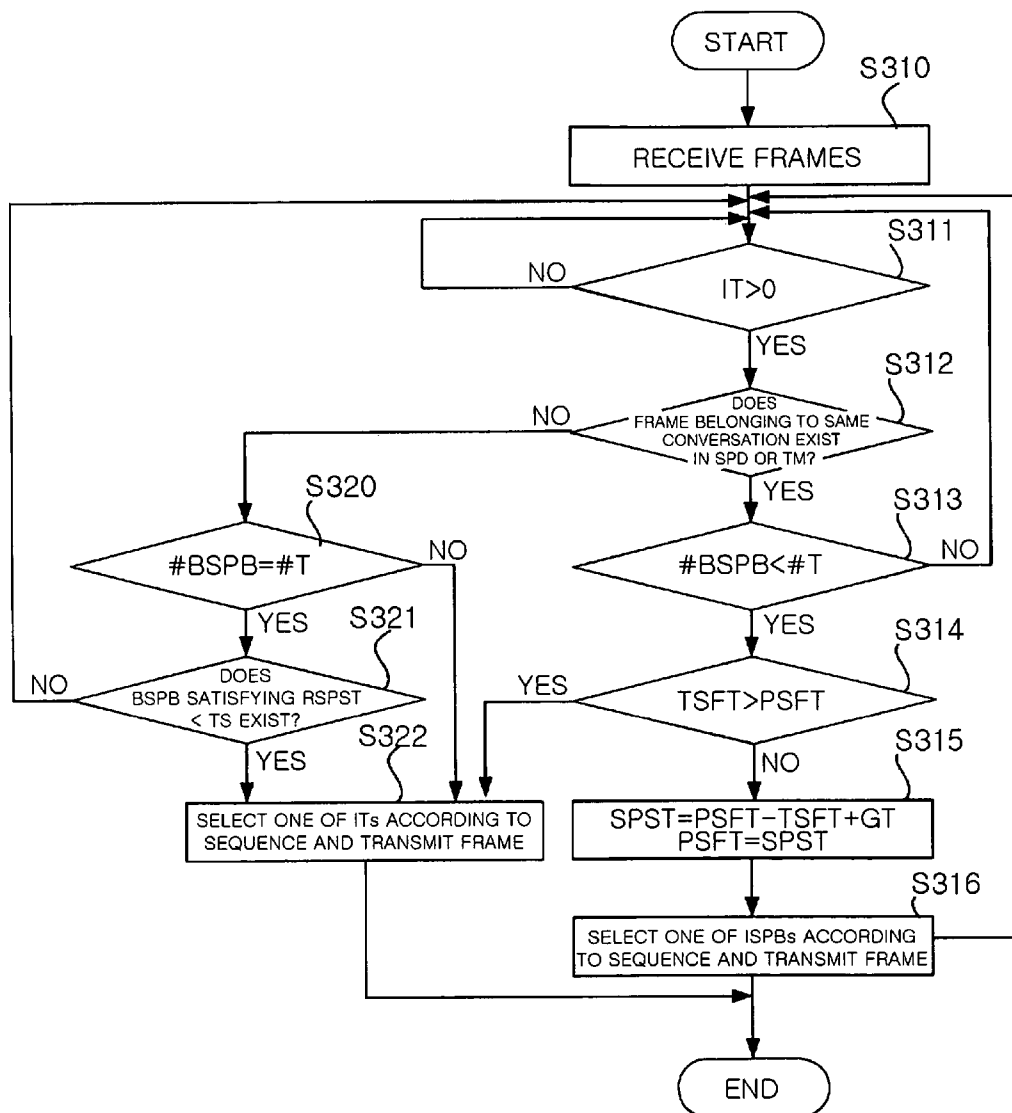 START
S310
RECEIVE FRAMES
S311
NO
IT>0
YES
S312
NO
DOES
FRAME BELONGING TO SAME
CONVERSATION EXIST
IN SPD OR TM?
YES
S320
S313
#BSPB=#T
NO
#BSPB<#T
NO
YES
S321
YES
S314
NO
DOES
BSPB SATISFYING RSPST
< TS EXIST?
YES
TSFT>PSFT
YES
S322
NO
S315
SELECT ONE OF ITs ACCORDING TO
SEQUENCE AND TRANSMIT FRAME
SPST=PSFT-TSFT+GT
PSFT=SPST
S316
SELECT ONE OF ISPBs ACCORDING
TO SEQUENCE AND TRANSMIT FRAME
END